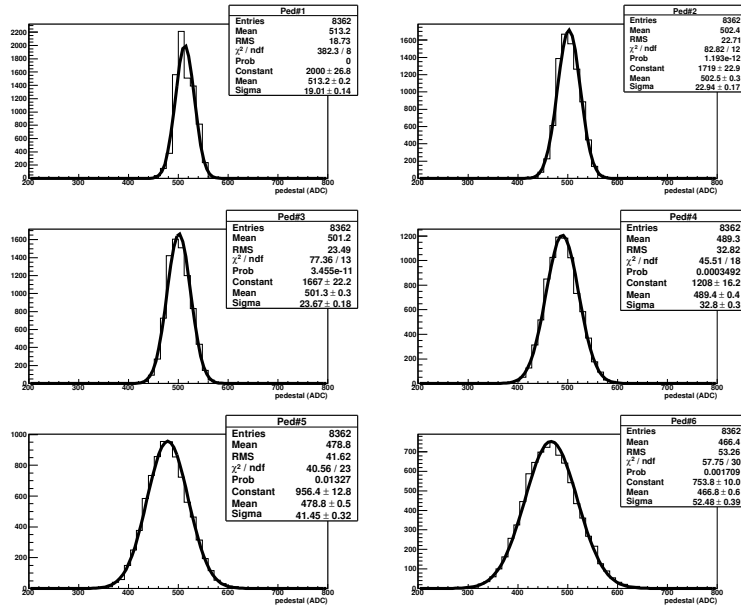 Ped#1
Entries 8362
Mean 513.2
RMS 18.73
χ² / ndf 382.3 / 8
Prob 0
Constant 2000 ± 26.8
Mean 513.2 ± 0.2
Sigma 19.01 ± 0.14
2200
2000
1800
1600
1400
1200
1000
800
600
400
200
0
200 300 400 500 600 700 800
pedestal (ADC)
Ped#2
Entries 8362
Mean 502.4
RMS 22.71
χ² / ndf 82.82 / 12
Prob 1.193e-12
Constant 1719 ± 22.9
Mean 502.5 ± 0.3
Sigma 22.94 ± 0.17
1600
1400
1200
1000
800
600
400
200
0
200 300 400 500 600 700 800
pedestal (ADC)
Ped#3
Entries 8362
Mean 501.2
RMS 23.49
χ² / ndf 77.36 / 13
Prob 3.455e-11
Constant 1667 ± 22.2
Mean 501.3 ± 0.3
Sigma 23.67 ± 0.18
1600
1400
1200
1000
800
600
400
200
0
200 300 400 500 600 700 800
pedestal (ADC)
Ped#4
Entries 8362
Mean 489.3
RMS 32.82
χ² / ndf 45.51 / 18
Prob 0.0003492
Constant 1208 ± 16.2
Mean 489.4 ± 0.4
Sigma 32.8 ± 0.3
1200
1000
800
600
400
200
0
200 300 400 500 600 700 800
pedestal (ADC)
Ped#5
Entries 8362
Mean 478.8
RMS 41.62
χ² / ndf 40.56 / 23
Prob 0.01327
Constant 956.4 ± 12.8
Mean 478.8 ± 0.5
Sigma 41.45 ± 0.32
1000
800
600
400
200
0
200 300 400 500 600 700 800
pedestal (ADC)
Ped#6
Entries 8362
Mean 466.4
RMS 53.26
χ² / ndf 57.75 / 30
Prob 0.001709
Constant 753.8 ± 10.0
Mean 466.8 ± 0.6
Sigma 52.48 ± 0.39
700
600
500
400
300
200
100
0
200 300 400 500 600 700 800
pedestal (ADC)